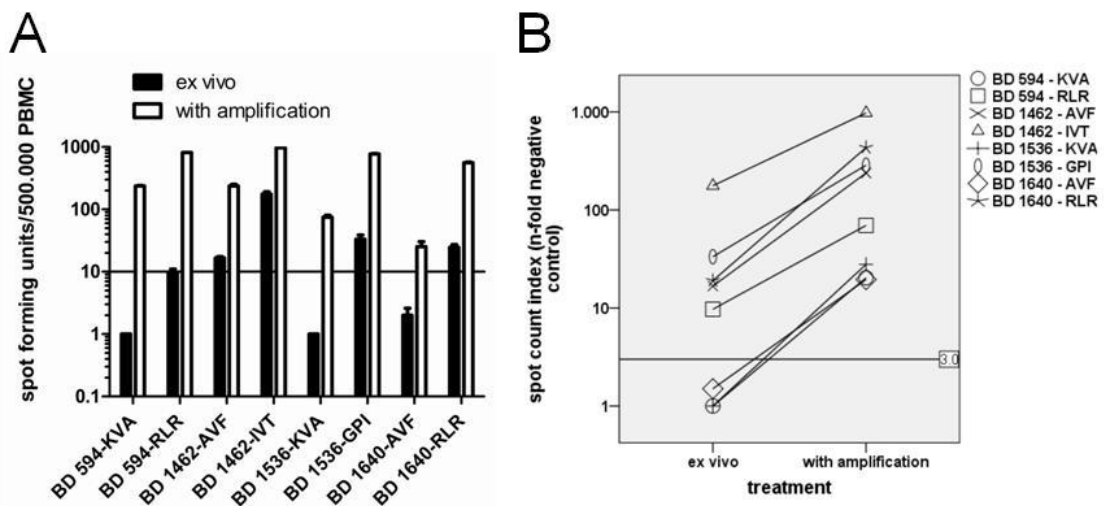 A
ex vivo
with amplification
spot forming units/500.000 PBMC
1000
100
10
1
0.1
BD 594-KVA
BD 594-RLR
BD 1462-AVF
BD 1462-IVT
BD 1536-KVA
BD 1536-GPI
BD 1640-AVF
BD 1640-RLR
B
spot count index (n-fold negative
control)
1.000
100
10
1
3.0
ex vivo
with amplification
treatment
BD 594 - KVA
BD 594 - RLR
BD 1462 - AVF
BD 1462 - IVT
BD 1536 - KVA
BD 1536 - GPI
BD 1640 - AVF
BD 1640 - RLR